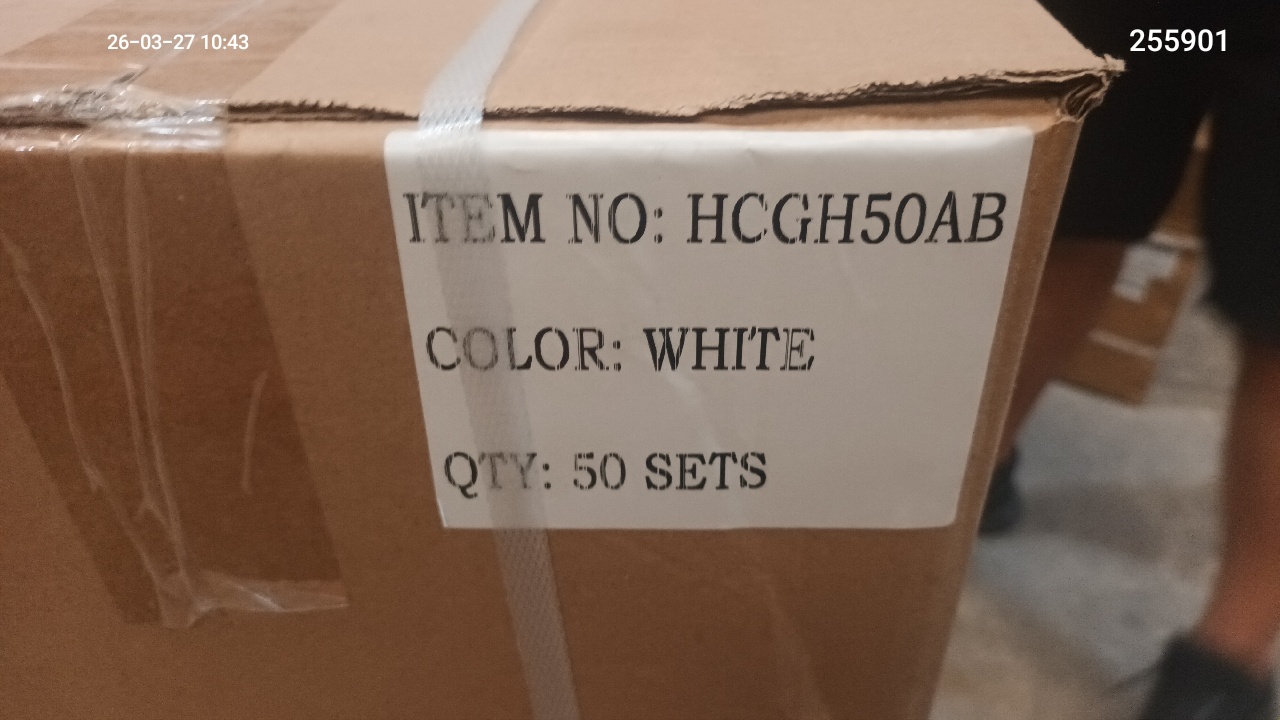 26-03-27 10:43
255901
ITEM NO: HCGH50AB
COLOR: WHITE
QTY: 50 SETS